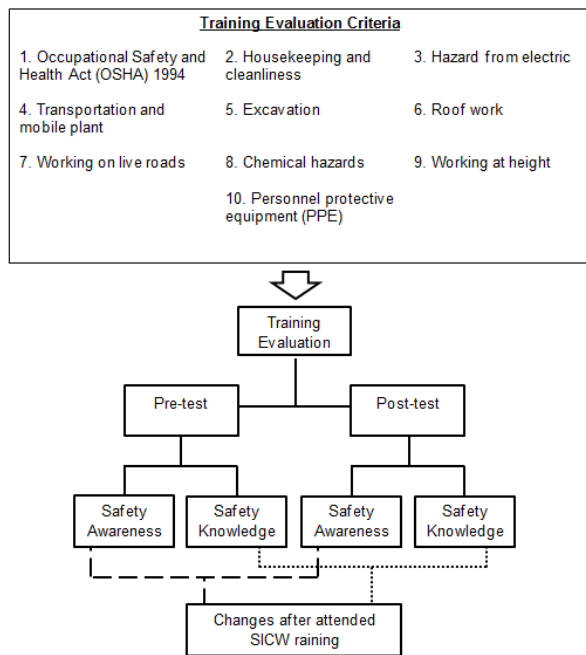 Training Evaluation Criteria
1. Occupational Safety and
Health Act (OSHA) 1994
2. Housekeeping and
cleanliness
3. Hazard from electric
4. Transportation and
mobile plant
5. Excavation
6. Roof work
7. Working on live roads
8. Chemical hazards
9. Working at height
10. Personnel protective
equipment (PPE)
Training
Evaluation
Pre-test
Post-test
Safety
Awareness
Safety
Knowledge
Safety
Awareness
Safety
Knowledge
Changes after attended
SICW raining